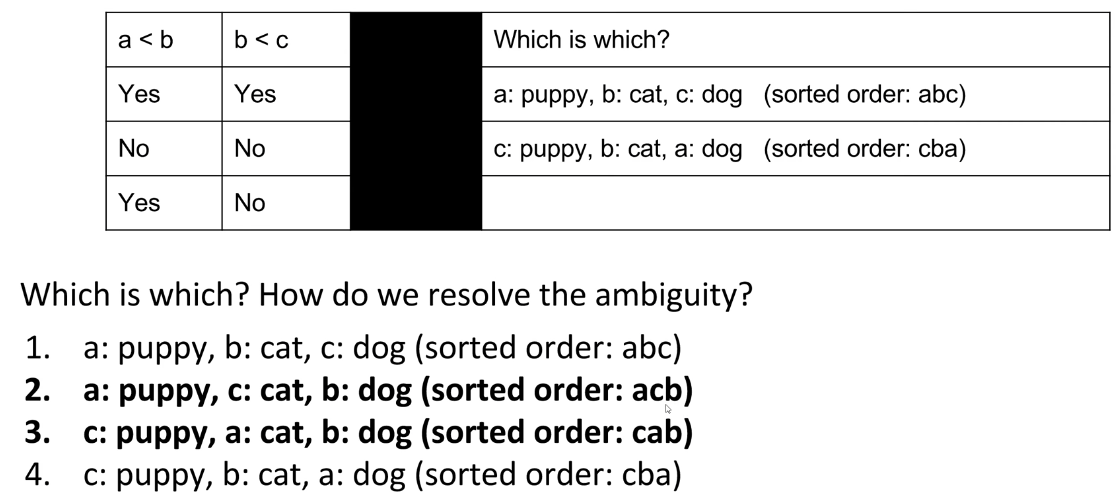 a < b b < c Which is which?
Yes Yes a: puppy, b: cat, c: dog (sorted order: abc)
No No c: puppy, b: cat, a: dog (sorted order: cba)
Yes No
Which is which? How do we resolve the ambiguity?
1. a: puppy, b: cat, c: dog (sorted order: abc)
2. a: puppy, c: cat, b: dog (sorted order: acb)
3. c: puppy, a: cat, b: dog (sorted order: cab)
4. c: puppy, b: cat, a: dog (sorted order: cba)